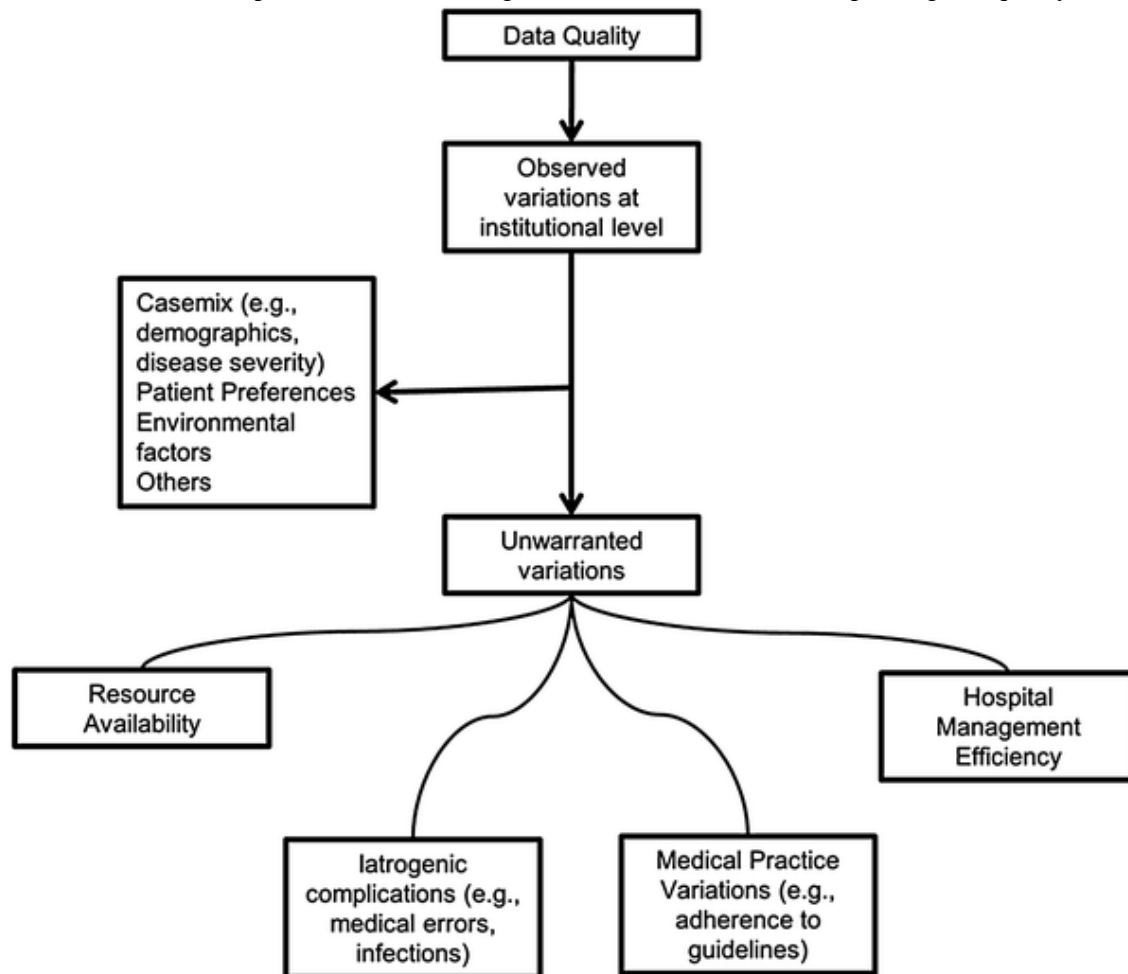 Data Quality
Observed
variations at
institutional level
Casemix (e.g.,
demographics,
disease severity)
Patient Preferences
Environmental
factors
Others
Unwarranted
variations
Resource
Availability
Hospital
Management
Efficiency
Iatrogenic
complications (e.g.,
medical errors,
infections)
Medical Practice
Variations (e.g.,
adherence to
guidelines)